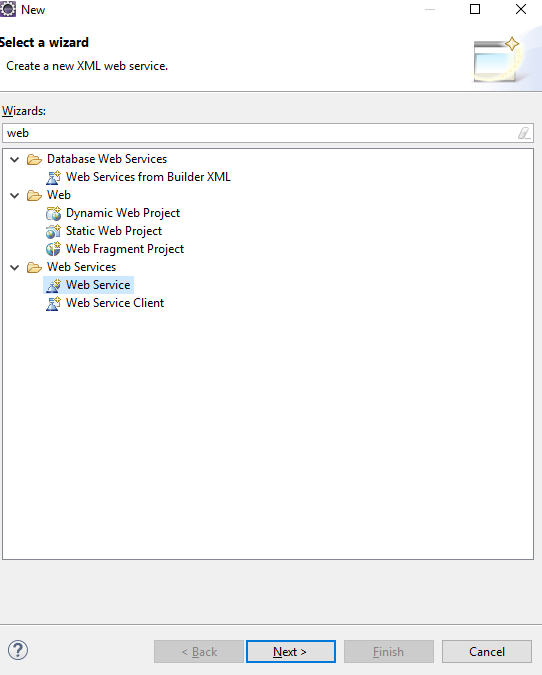 New
Select a wizard
Create a new XML web service.
Wizards:
web
Database Web Services
Web Services from Builder XML
Web
Dynamic Web Project
Static Web Project
Web Fragment Project
Web Services
Web Service
Web Service Client
?
< Back
Next >
Finish
Cancel